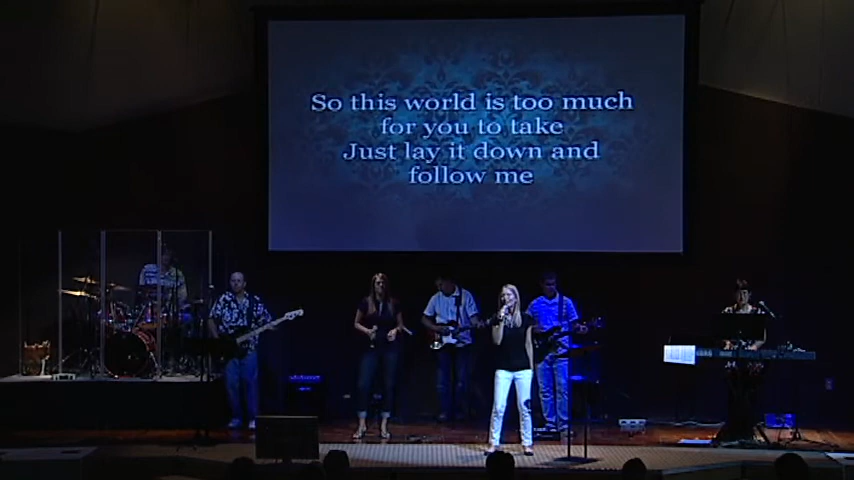 So this world is too much
for you to take
Just lay it down and
follow me